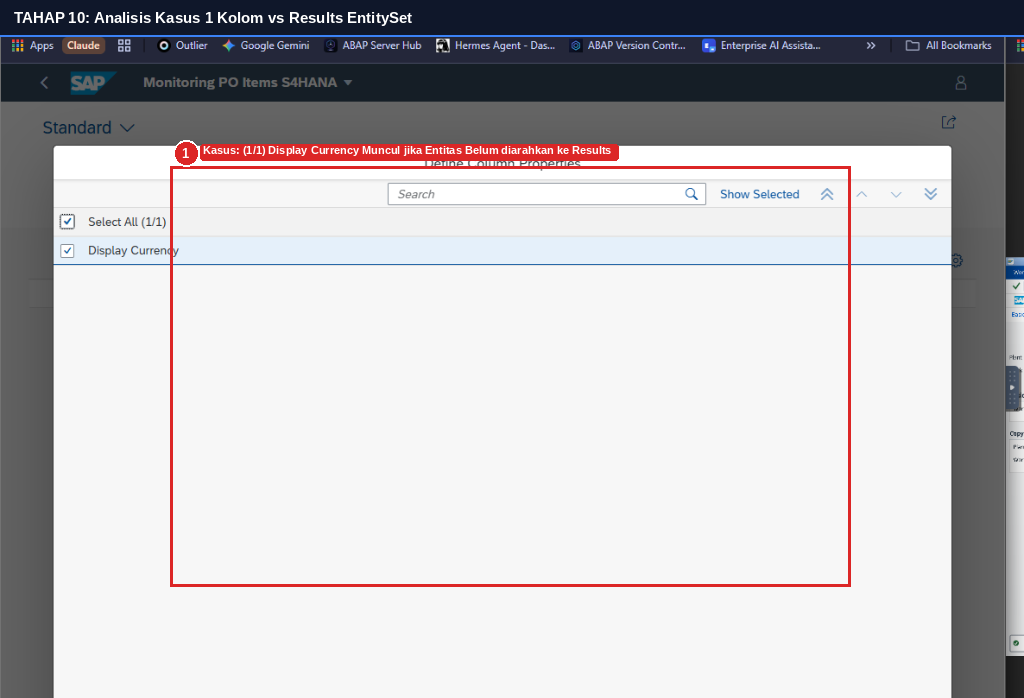 TAHAP 10: Analisis Kasus 1 Kolom vs Results EntitySet
Apps Claude Outlier Google Gemini ABAP Server Hub Hermes Agent - Das... ABAP Version Contr... Enterprise AI Assista... » All Bookmarks
SAP Monitoring PO Items S4HANA
Standard
1 Kasus: (1/1) Display Currency Muncul jika Entitas Belum diarahkan ke Results
Define Column Properties
Search Show Selected
Select All (1/1)
Display Currency
Plant